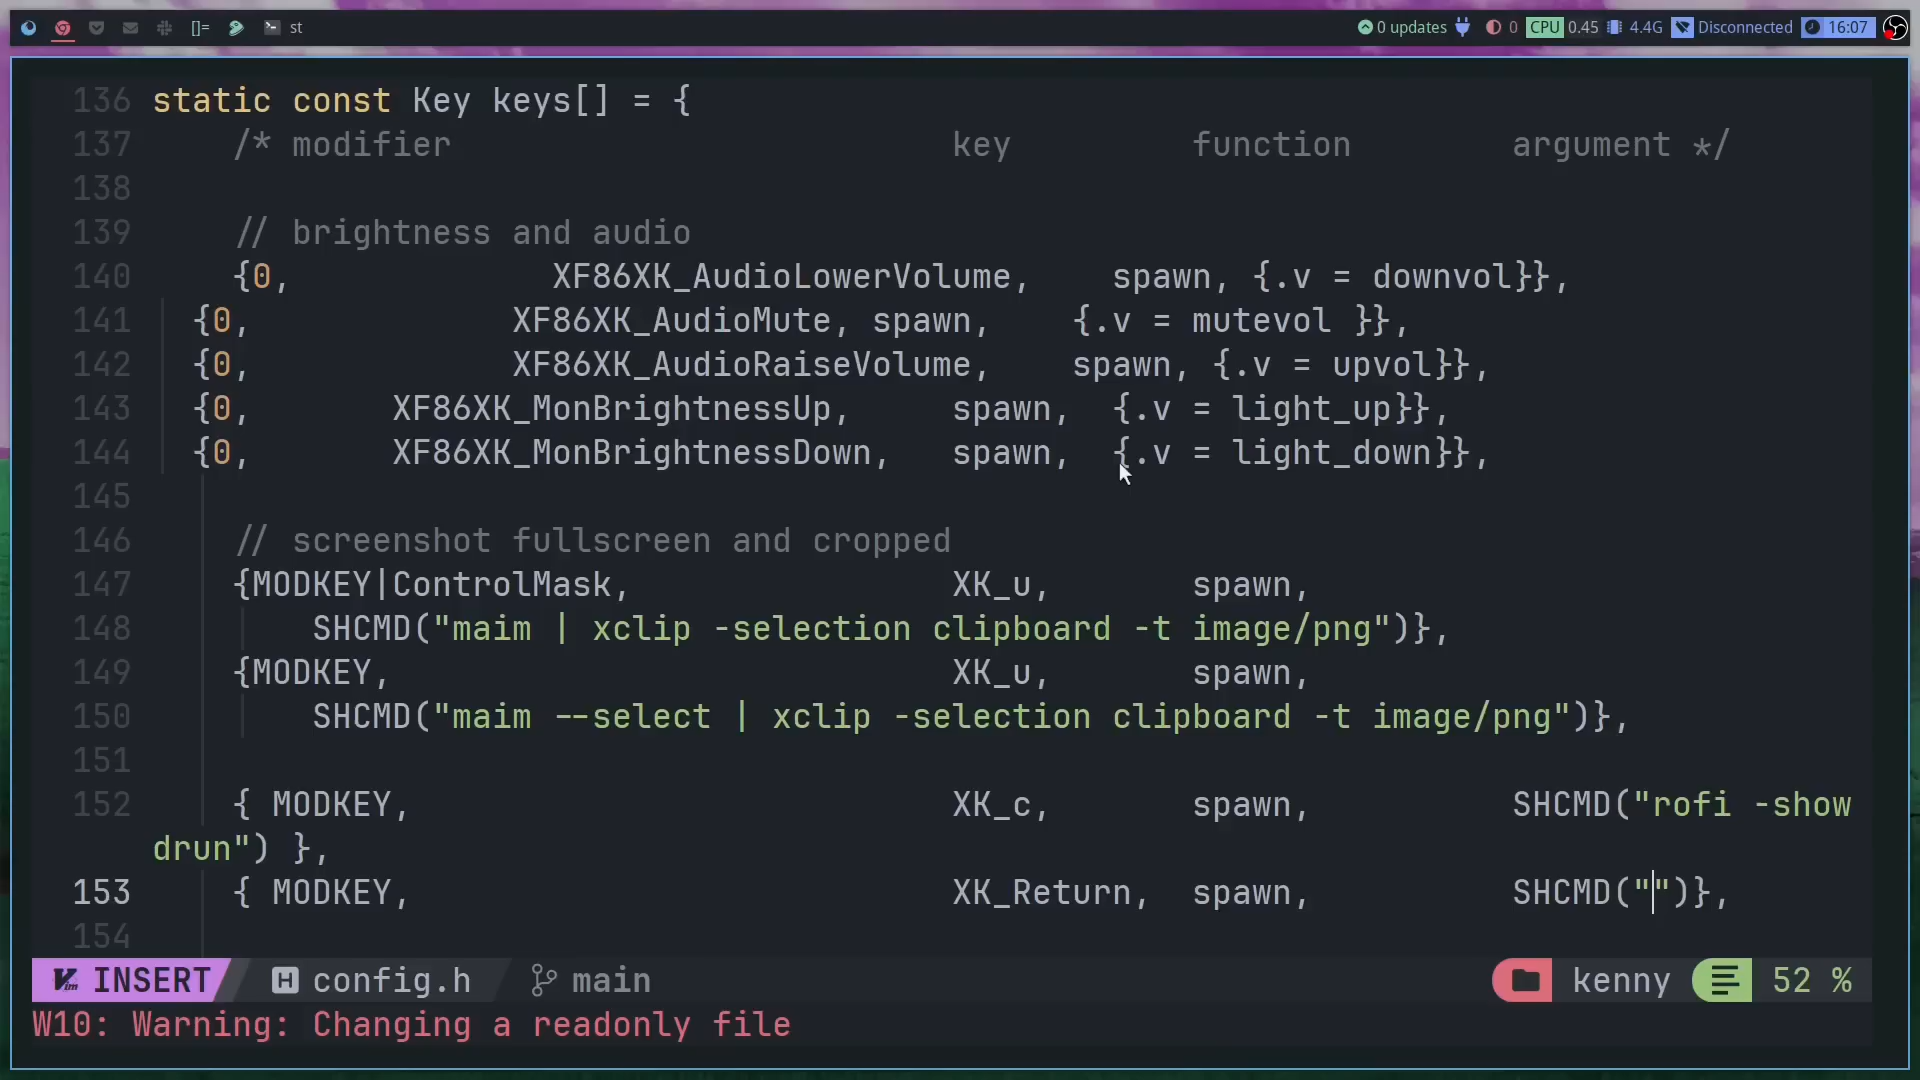 []= st 0 updates 0 CPU 0.45 4.4G Disconnected 16:07
136 static const Key keys[] = {
137 /* modifier key function argument */
138
139 // brightness and audio
140 {0, XF86XK_AudioLowerVolume, spawn, {.v = downvol}},
141 {0, XF86XK_AudioMute, spawn, {.v = mutevol }},
142 {0, XF86XK_AudioRaiseVolume, spawn, {.v = upvol}},
143 {0, XF86XK_MonBrightnessUp, spawn, {.v = light_up}},
144 {0, XF86XK_MonBrightnessDown, spawn, {.v = light_down}},
145
146 // screenshot fullscreen and cropped
147 {MODKEY|ControlMask, XK_u, spawn,
148 SHCMD("maim | xclip -selection clipboard -t image/png")},
149 {MODKEY, XK_u, spawn,
150 SHCMD("maim --select | xclip -selection clipboard -t image/png")},
151
152 { MODKEY, XK_c, spawn, SHCMD("rofi -show
drun") },
153 { MODKEY, XK_Return, spawn, SHCMD("")},
154
INSERT H config.h main kenny 52 %
W10: Warning: Changing a readonly file